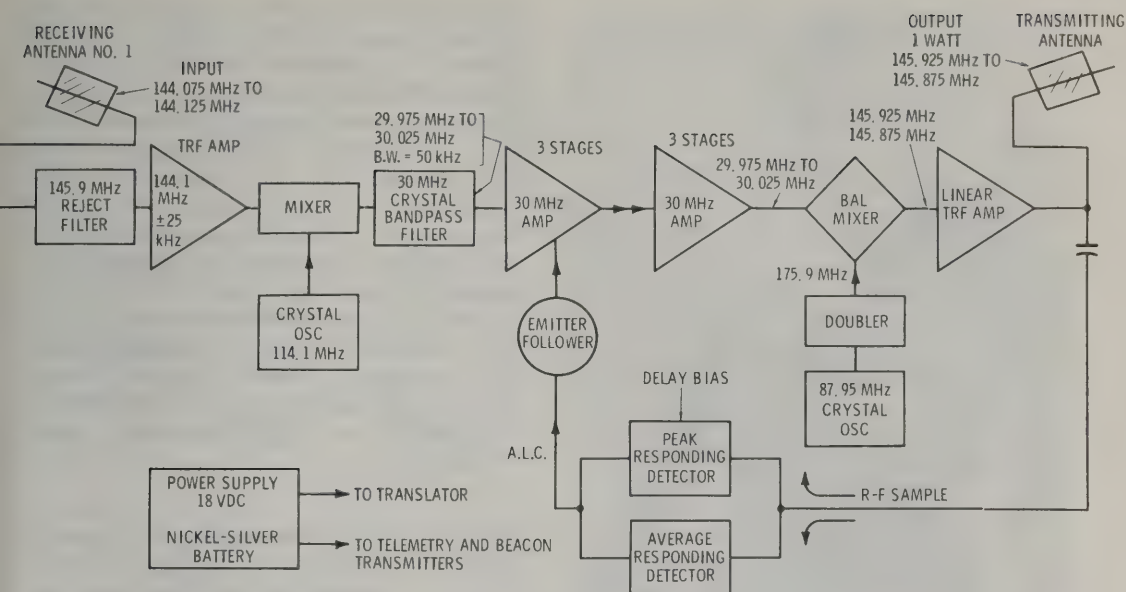 RECEIVING
ANTENNA NO. 1
INPUT
144.075 MHz TO
144.125 MHz
OUTPUT
1 WATT
145.925 MHz TO
145.875 MHz
TRANSMITTING
ANTENNA
145.9 MHz
REJECT
FILTER
TRF AMP
144.1
MHz
±25
kHz
MIXER
CRYSTAL
OSC
114.1 MHz
29.975 MHz TO
30.025 MHz
B.W. = 50 kHz
30 MHz
CRYSTAL
BANDPASS
FILTER
3 STAGES
30 MHz
AMP
3 STAGES
30 MHz
AMP
29.975 MHz TO
30.025 MHz
BAL
MIXER
145.925 MHz
145.875 MHz
LINEAR
TRF AMP
175.9 MHz
DOUBLER
87.95 MHz
CRYSTAL
OSC
EMITTER
FOLLOWER
A.L.C.
DELAY BIAS
PEAK
RESPONDING
DETECTOR
AVERAGE
RESPONDING
DETECTOR
R-F SAMPLE
POWER SUPPLY
18 VDC
NICKEL-SILVER
BATTERY
TO TRANSLATOR
TO TELEMETRY AND BEACON
TRANSMITTERS